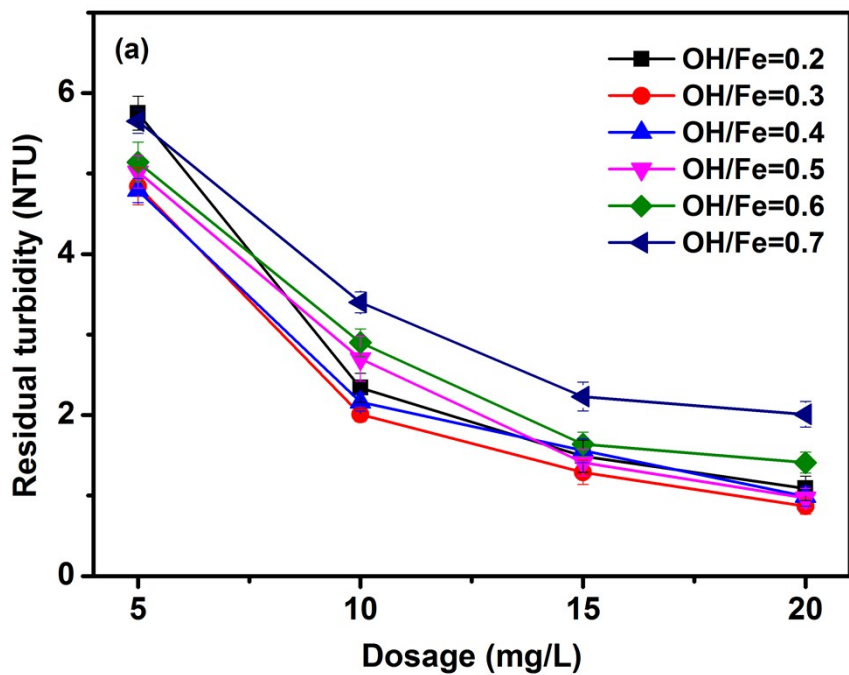 (a)
OH/Fe=0.2
OH/Fe=0.3
OH/Fe=0.4
OH/Fe=0.5
OH/Fe=0.6
OH/Fe=0.7
Residual turbidity (NTU)
6
4
2
0
5 10 15 20
Dosage (mg/L)